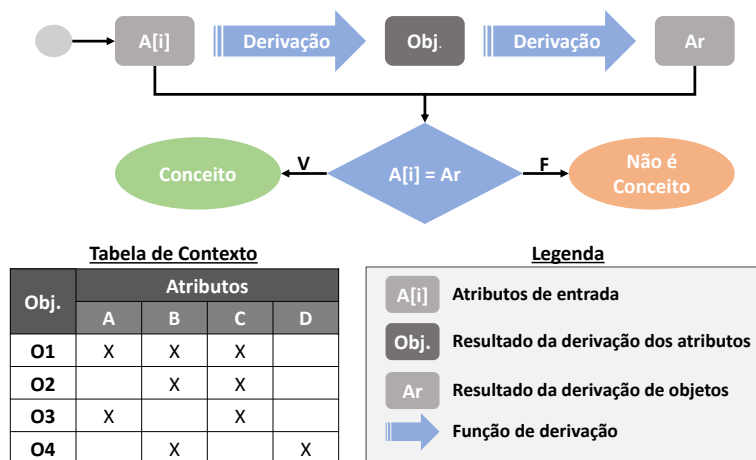 A[i] Derivação Obj. Derivação Ar
Conceito V A[i] = Ar F Não é
Conceito
Tabela de Contexto
Obj. Atributos
A B C D
O1 X X X
O2 X X
O3 X X
O4 X X
Legenda
A[i] Atributos de entrada
Obj. Resultado da derivação dos atributos
Ar Resultado da derivação de objetos
Função de derivação